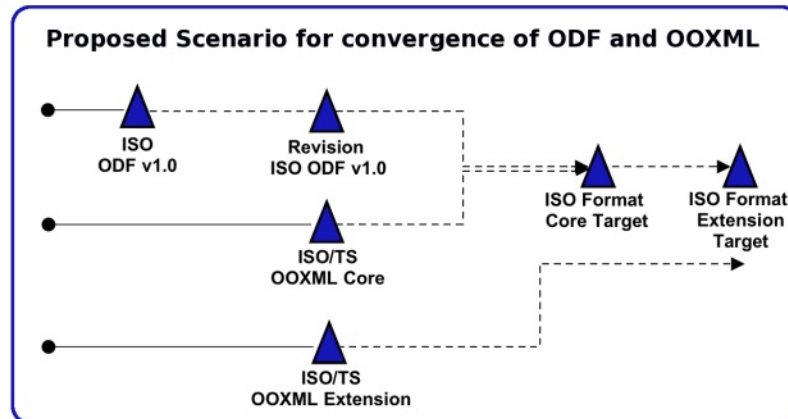 Proposed Scenario for convergence of ODF and OOXML
ISO
ODF v1.0
Revision
ISO ODF v1.0
ISO Format
Core Target
ISO Format
Extension
Target
ISO/TS
OOXML Core
ISO/TS
OOXML Extension